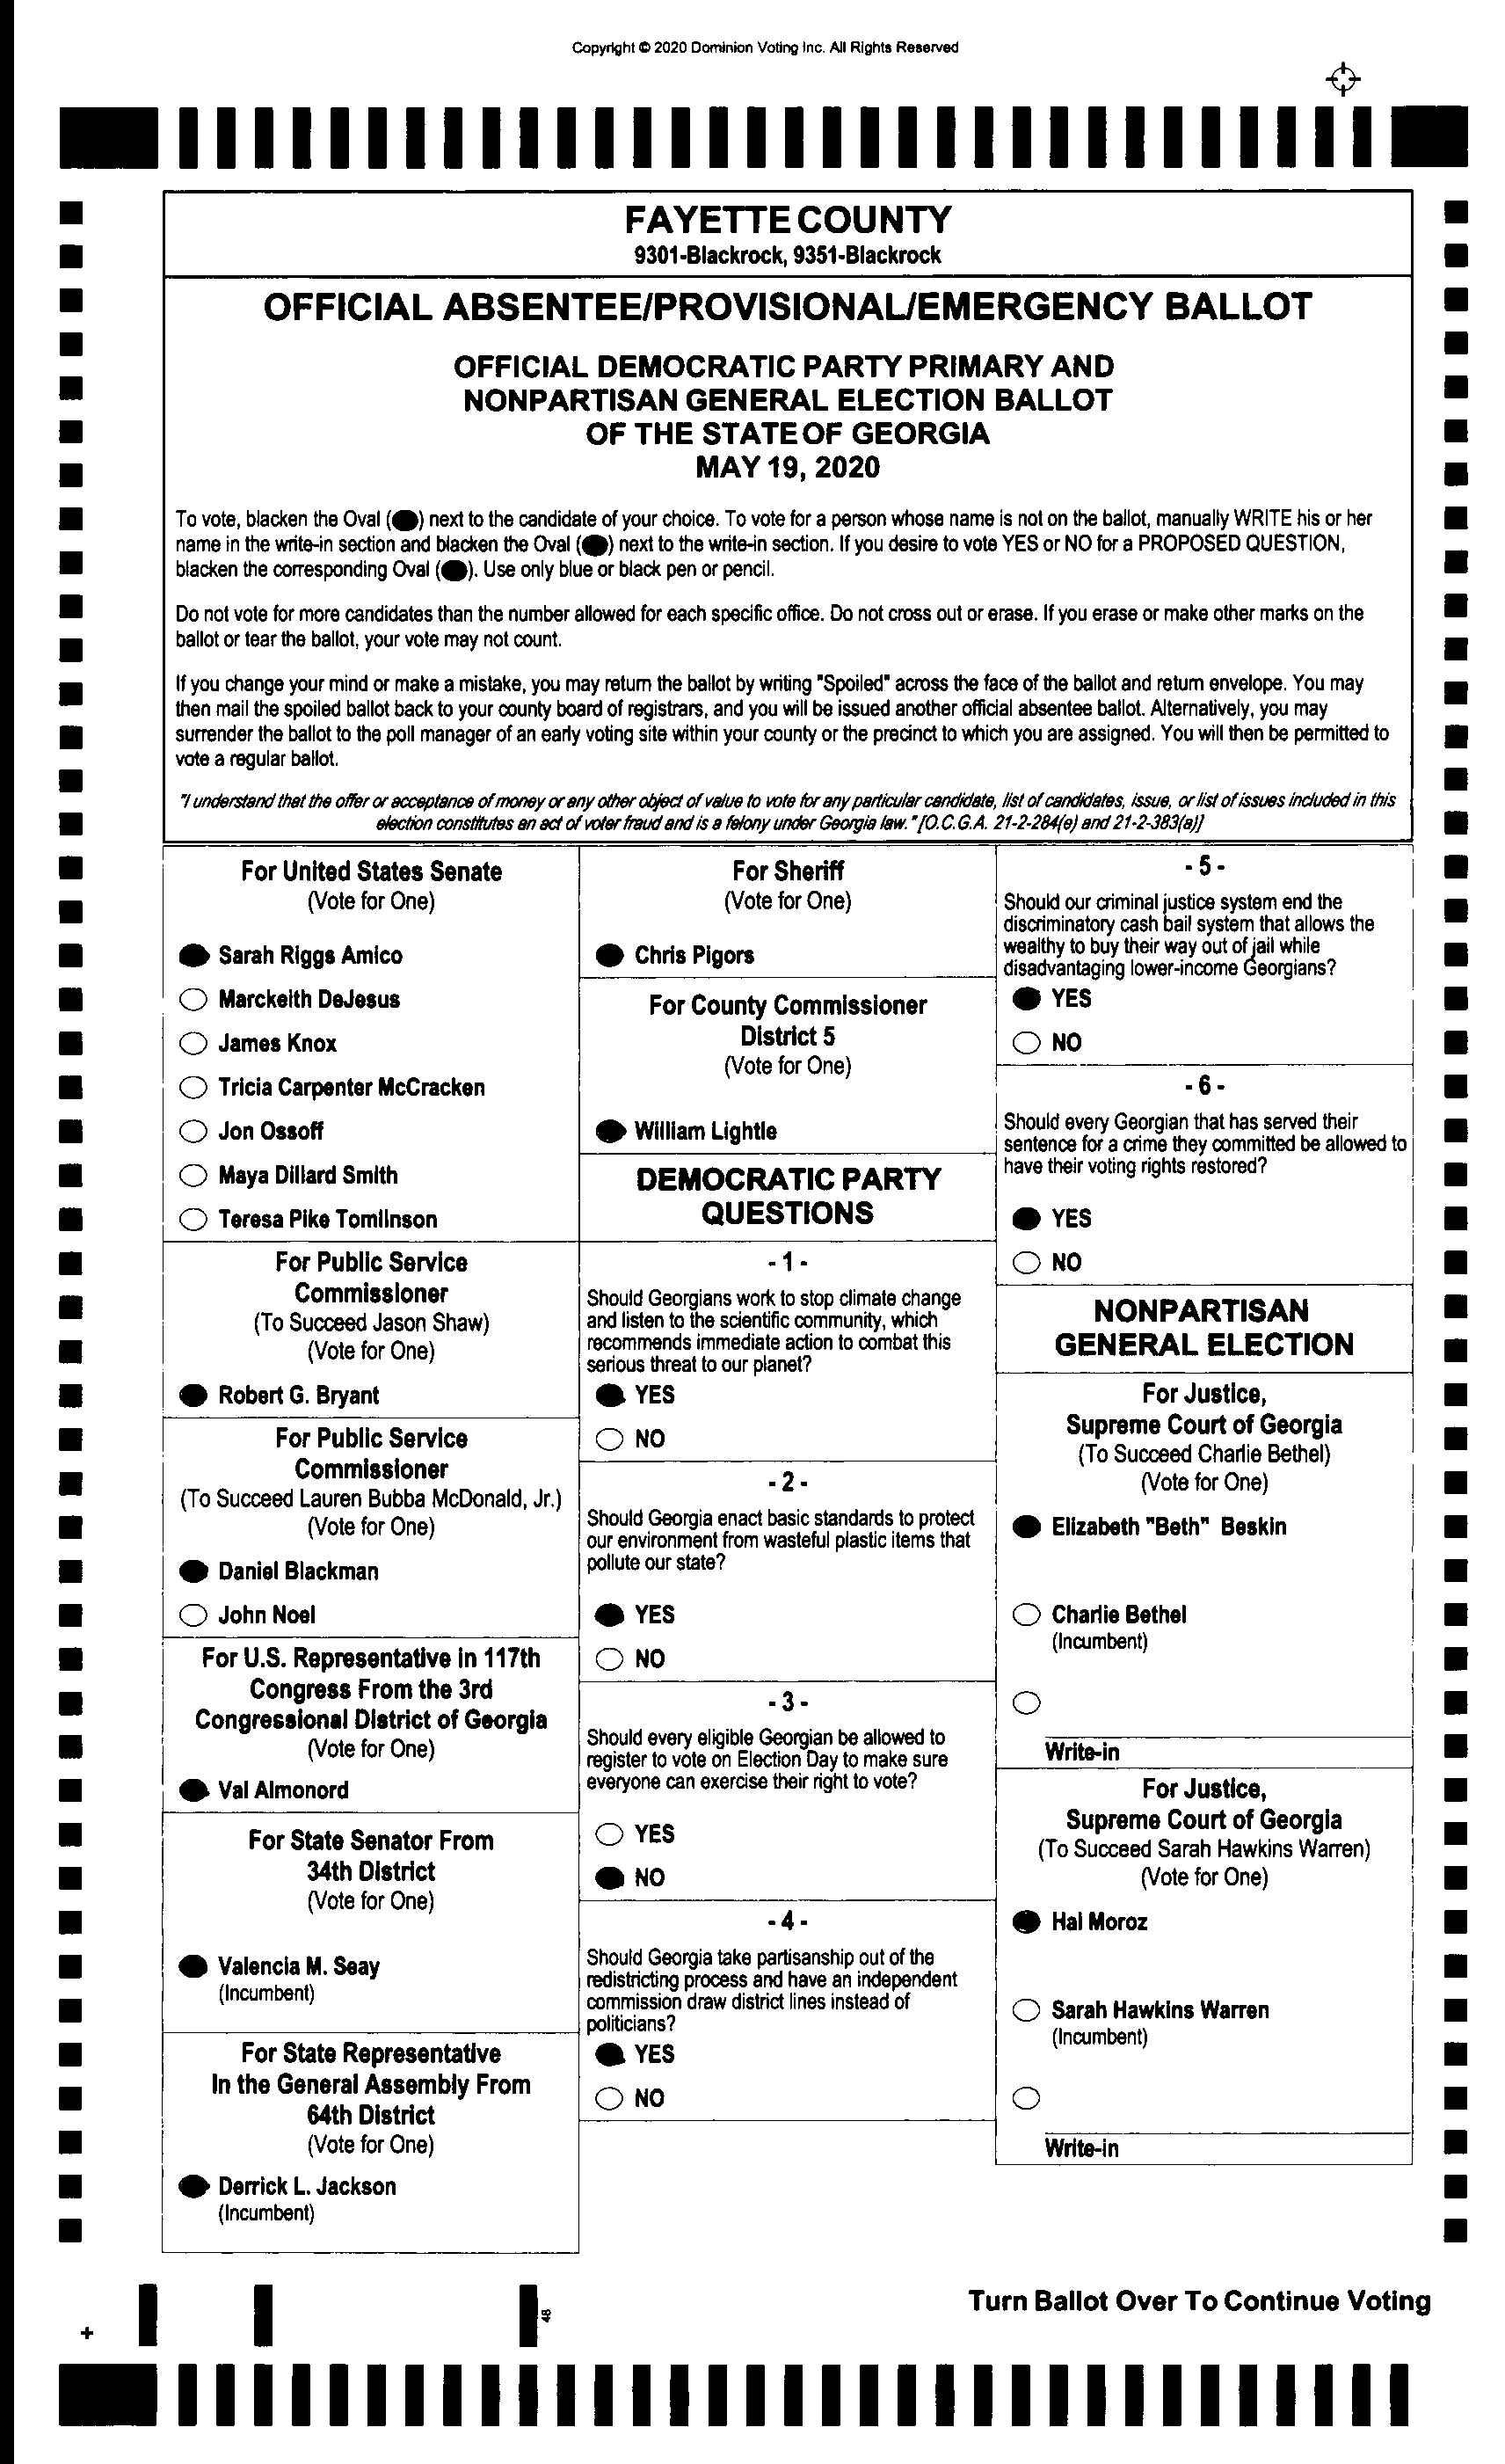 Copyright © 2020 Dominion Voting Inc. All Rights Reserved
FAYETTE COUNTY
9301-Blackrock, 9351-Blackrock
OFFICIAL ABSENTEE/PROVISIONAL/EMERGENCY BALLOT
OFFICIAL DEMOCRATIC PARTY PRIMARY AND
NONPARTISAN GENERAL ELECTION BALLOT
OF THE STATE OF GEORGIA
MAY 19, 2020
To vote, blacken the Oval (●) next to the candidate of your choice. To vote for a person whose name is not on the ballot, manually WRITE his or her
name in the write-in section and blacken the Oval (●) next to the write-in section. If you desire to vote YES or NO for a PROPOSED QUESTION,
blacken the corresponding Oval (●). Use only blue or black pen or pencil.
Do not vote for more candidates than the number allowed for each specific office. Do not cross out or erase. If you erase or make other marks on the
ballot or tear the ballot, your vote may not count.
If you change your mind or make a mistake, you may return the ballot by writing "Spoiled" across the face of the ballot and return envelope. You may
then mail the spoiled ballot back to your county board of registrars, and you will be issued another official absentee ballot. Alternatively, you may
surrender the ballot to the poll manager of an early voting site within your county or the precinct to which you are assigned. You will then be permitted to
vote a regular ballot.
"I understand that the offer or acceptance of money or any other object of value to vote for any particular candidate, list of candidates, issue, or list of issues included in this
election constitutes an act of voter fraud and is a felony under Georgia law." [O.C.G.A. 21-2-284(e) and 21-2-383(a)]
For United States Senate
(Vote for One)
Sarah Riggs Amico
Marckeith DeJesus
James Knox
Tricia Carpenter McCracken
Jon Ossoff
Maya Dillard Smith
Teresa Pike Tomlinson
For Public Service
Commissioner
(To Succeed Jason Shaw)
(Vote for One)
Robert G. Bryant
For Public Service
Commissioner
(To Succeed Lauren Bubba McDonald, Jr.)
(Vote for One)
Daniel Blackman
John Noel
For U.S. Representative in 117th
Congress From the 3rd
Congressional District of Georgia
(Vote for One)
Val Almonord
For State Senator From
34th District
(Vote for One)
Valencia M. Seay
(Incumbent)
For State Representative
In the General Assembly From
64th District
(Vote for One)
Derrick L. Jackson
(Incumbent)
For Sheriff
(Vote for One)
Chris Pigors
For County Commissioner
District 5
(Vote for One)
William Lightle
DEMOCRATIC PARTY
QUESTIONS
- 1 -
Should Georgians work to stop climate change
and listen to the scientific community, which
recommends immediate action to combat this
serious threat to our planet?
YES
NO
- 2 -
Should Georgia enact basic standards to protect
our environment from wasteful plastic items that
pollute our state?
YES
NO
- 3 -
Should every eligible Georgian be allowed to
register to vote on Election Day to make sure
everyone can exercise their right to vote?
YES
NO
- 4 -
Should Georgia take partisanship out of the
redistricting process and have an independent
commission draw district lines instead of
politicians?
YES
NO
- 5 -
Should our criminal justice system end the
discriminatory cash bail system that allows the
wealthy to buy their way out of jail while
disadvantaging lower-income Georgians?
YES
NO
- 6 -
Should every Georgian that has served their
sentence for a crime they committed be allowed to
have their voting rights restored?
YES
NO
NONPARTISAN
GENERAL ELECTION
For Justice,
Supreme Court of Georgia
(To Succeed Charlie Bethel)
(Vote for One)
Elizabeth "Beth" Beskin
Charlie Bethel
(Incumbent)
Write-in
For Justice,
Supreme Court of Georgia
(To Succeed Sarah Hawkins Warren)
(Vote for One)
Hal Moroz
Sarah Hawkins Warren
(Incumbent)
Write-in
48
Turn Ballot Over To Continue Voting